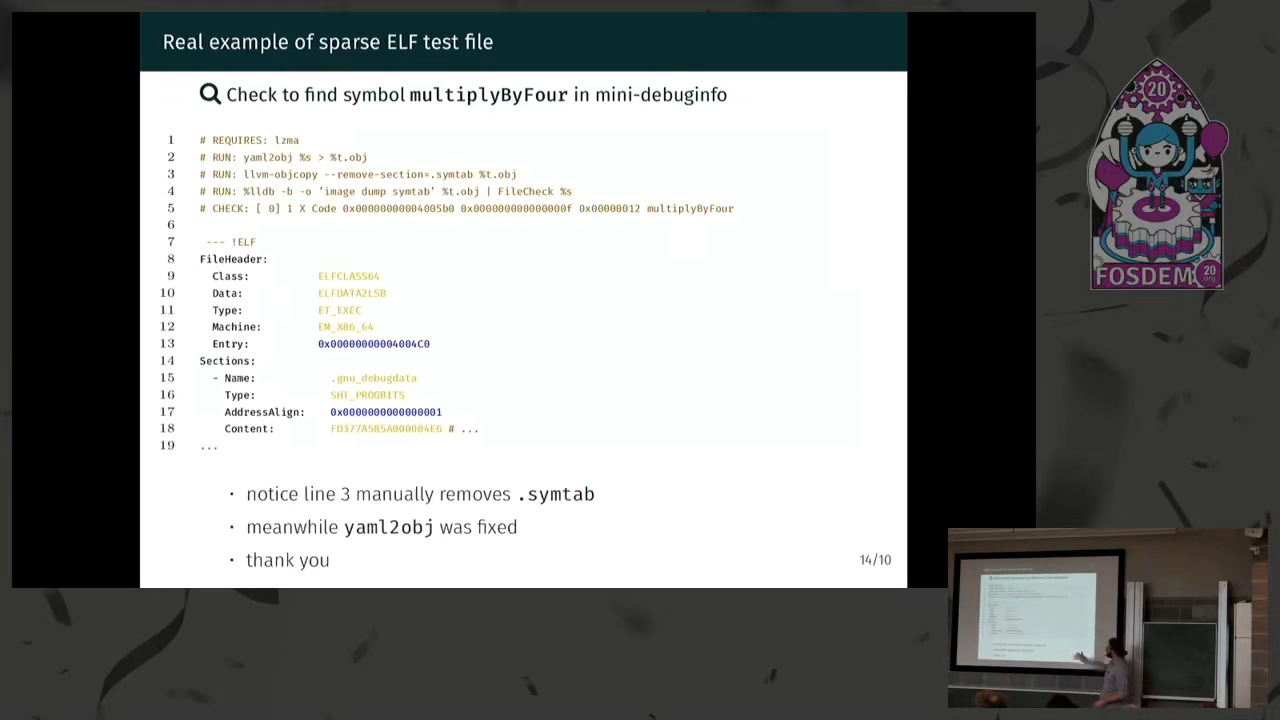 Real example of sparse ELF test file
Check to find symbol multiplyByFour in mini-debuginfo
1 # REQUIRES: lzma
2 # RUN: yaml2obj %s > %t.obj
3 # RUN: llvm-objcopy --remove-section=.symtab %t.obj
4 # RUN: %lldb -b -o 'image dump symtab' %t.obj | FileCheck %s
5 # CHECK: [ 0] 1 X Code 0x00000000004005b0 0x000000000000000f 0x00000012 multiplyByFour
6
7 --- !ELF
8 FileHeader:
9 Class: ELFCLASS64
10 Data: ELFDATA2LSB
11 Type: ET_EXEC
12 Machine: EM_X86_64
13 Entry: 0x00000000004004C0
14 Sections:
15 - Name: .gnu_debugdata
16 Type: SHT_PROGBITS
17 AddressAlign: 0x0000000000000001
18 Content: FD377A585A000004E6 # ...
19 ...
· notice line 3 manually removes .symtab
· meanwhile yaml2obj was fixed
· thank you
14/10
20
FOSDEM 20
.org